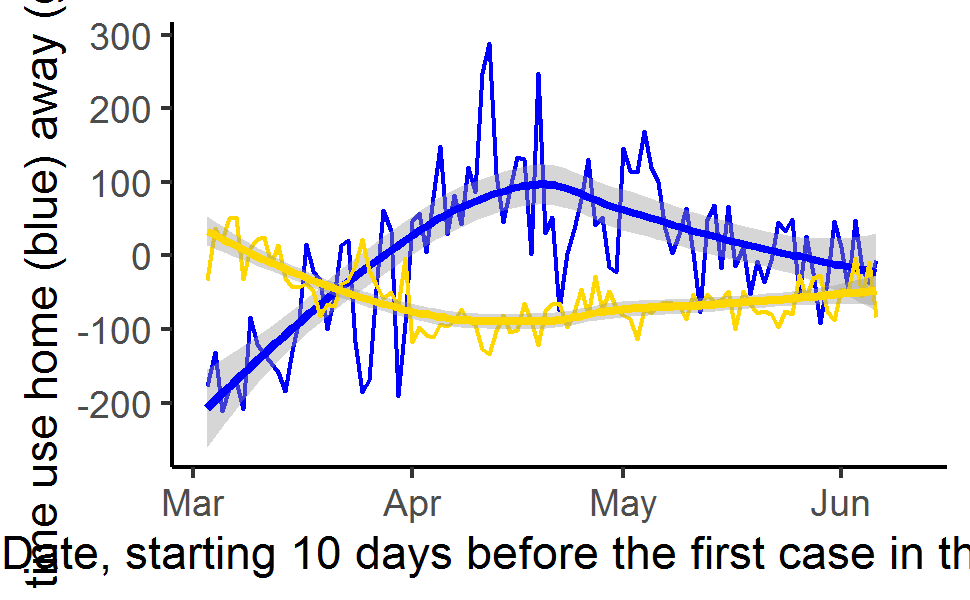 time use home (blue) away (g
300
200
100
0
-100
-200
Mar Apr May Jun
Date, starting 10 days before the first case in th